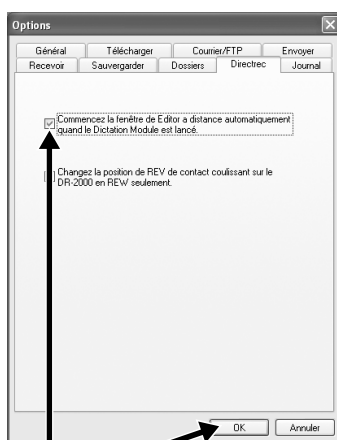 Options
Général Télécharger Courrier/FTP Envoyer
Recevoir Sauvergarder Dossiers Directrec Journal
Commencez la fenêtre de Editor a distance automatiquement
quand le Dictation Module est lancé.
Changez la position de REV de contact coulissant sur le
DR-2000 en REW seulement.
OK Annuler